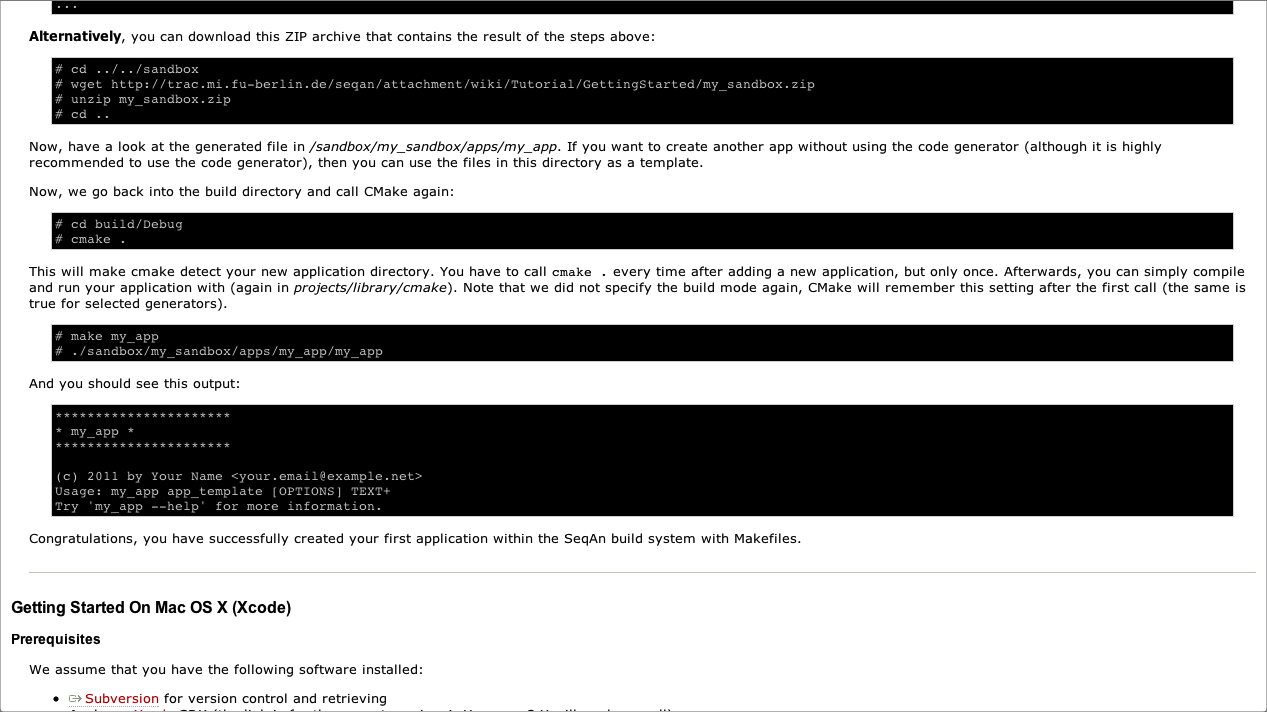 ...
Alternatively, you can download this ZIP archive that contains the result of the steps above:
# cd ../../sandbox
# wget http://trac.mi.fu-berlin.de/seqan/attachment/wiki/Tutorial/GettingStarted/my_sandbox.zip
# unzip my_sandbox.zip
# cd ..
Now, have a look at the generated file in /sandbox/my_sandbox/apps/my_app. If you want to create another app without using the code generator (although it is highly
recommended to use the code generator), then you can use the files in this directory as a template.
Now, we go back into the build directory and call CMake again:
# cd build/Debug
# cmake .
This will make cmake detect your new application directory. You have to call cmake . every time after adding a new application, but only once. Afterwards, you can simply compile
and run your application with (again in projects/library/cmake). Note that we did not specify the build mode again, CMake will remember this setting after the first call (the same is
true for selected generators).
# make my_app
# ./sandbox/my_sandbox/apps/my_app/my_app
And you should see this output:
**********************
* my_app *
**********************
(c) 2011 by Your Name <your.email@example.net>
Usage: my_app app_template [OPTIONS] TEXT+
Try 'my_app --help' for more information.
Congratulations, you have successfully created your first application within the SeqAn build system with Makefiles.
Getting Started On Mac OS X (Xcode)
Prerequisites
We assume that you have the following software installed:
• Subversion for version control and retrieving